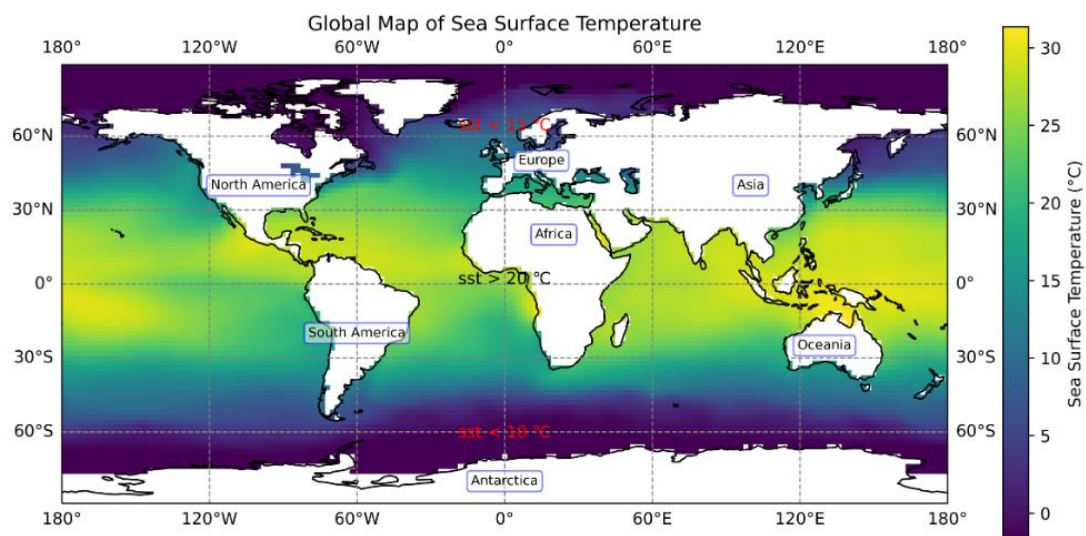 Global Map of Sea Surface Temperature
180° 120°W 60°W 0° 60°E 120°E 180°
30
sst < 15 ℃
60°N 60°N
Europe
North America
Asia
25
30°N 30°N
Africa
20
sst > 20 ℃
0° 0°
15
South America
Oceania
10
30°S 30°S
5
sst < 10 ℃
60°S 60°S
Antarctica
0
180° 120°W 60°W 0° 60°E 120°E 180°
Sea Surface Temperature (°C)